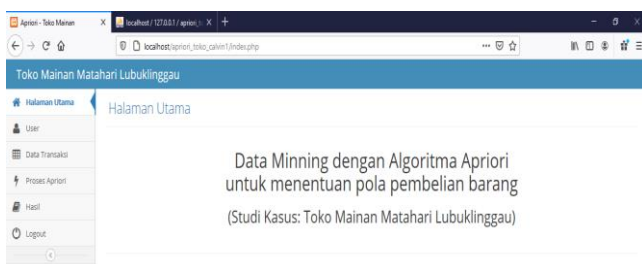 Apriori - Toko Mainan
localhost / 127.0.0.1 / apriori_t
localhost/apriori_toko_calvin1/index.php
Toko Mainan Matahari Lubuklinggau
Halaman Utama
User
Data Transaksi
Proses Apriori
Hasil
Logout
Halaman Utama
Data Minning dengan Algoritma Apriori
untuk menentuan pola pembelian barang
(Studi Kasus: Toko Mainan Matahari Lubuklinggau)